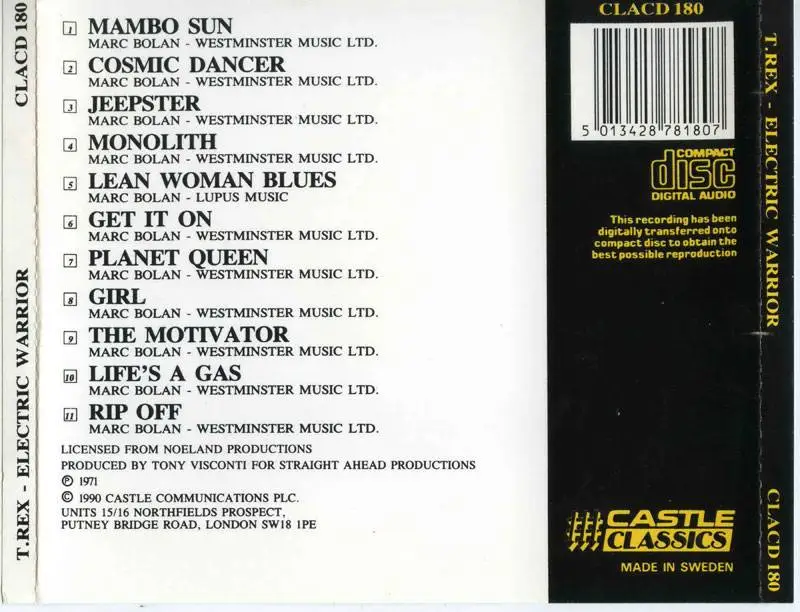 T.REX - ELECTRIC WARRIOR
CLACD 180
1 MAMBO SUN
MARC BOLAN - WESTMINSTER MUSIC LTD.
2 COSMIC DANCER
MARC BOLAN - WESTMINSTER MUSIC LTD.
3 JEEPSTER
MARC BOLAN - WESTMINSTER MUSIC LTD.
4 MONOLITH
MARC BOLAN - WESTMINSTER MUSIC LTD.
5 LEAN WOMAN BLUES
MARC BOLAN - LUPUS MUSIC
6 GET IT ON
MARC BOLAN - WESTMINSTER MUSIC LTD.
7 PLANET QUEEN
MARC BOLAN - WESTMINSTER MUSIC LTD.
8 GIRL
MARC BOLAN - WESTMINSTER MUSIC LTD.
9 THE MOTIVATOR
MARC BOLAN - WESTMINSTER MUSIC LTD.
10 LIFE'S A GAS
MARC BOLAN - WESTMINSTER MUSIC LTD.
11 RIP OFF
MARC BOLAN - WESTMINSTER MUSIC LTD.
LICENSED FROM NOELAND PRODUCTIONS
PRODUCED BY TONY VISCONTI FOR STRAIGHT AHEAD PRODUCTIONS
℗ 1971
© 1990 CASTLE COMMUNICATIONS PLC.
UNITS 15/16 NORTHFIELDS PROSPECT,
PUTNEY BRIDGE ROAD, LONDON SW18 1PE
CLACD 180
5 013428 781807
COMPACT
disc
DIGITAL AUDIO
This recording has been
digitally transferred onto
compact disc to obtain the
best possible reproduction
CASTLE
CLASSICS
MADE IN SWEDEN
T.REX - ELECTRIC WARRIOR
CLACD 180